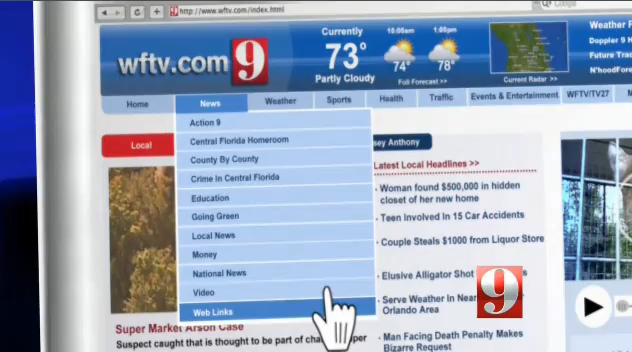 http://www.wftv.com/index.html
Google
wftv.com 9
Currently
73°
Partly Cloudy
10:00am
74°
1:00pm
78°
Full Forecast >>
Current Radar >>
Weather
Doppler 9
Future
N'hood
Home
News
Weather
Sports
Health
Traffic
Events & Entertainment
WFTV/TV27
Action 9
Central Florida Homeroom
County By County
Crime In Central Florida
Education
Going Green
Local News
Money
National News
Video
Web Links
Local
Anthony
Latest Local Headlines >>
Woman found $500,000 in hidden
closet of her new home
Teen Involved In 15 Car Accidents
Couple Steals $1000 from Liquor Store
Elusive Alligator Shot
Serve Weather In
Orlando Area
Man Facing Death Penalty Makes
Bizarre Request
9
Super Market Arson Case
Suspect caught that is thought to be part of